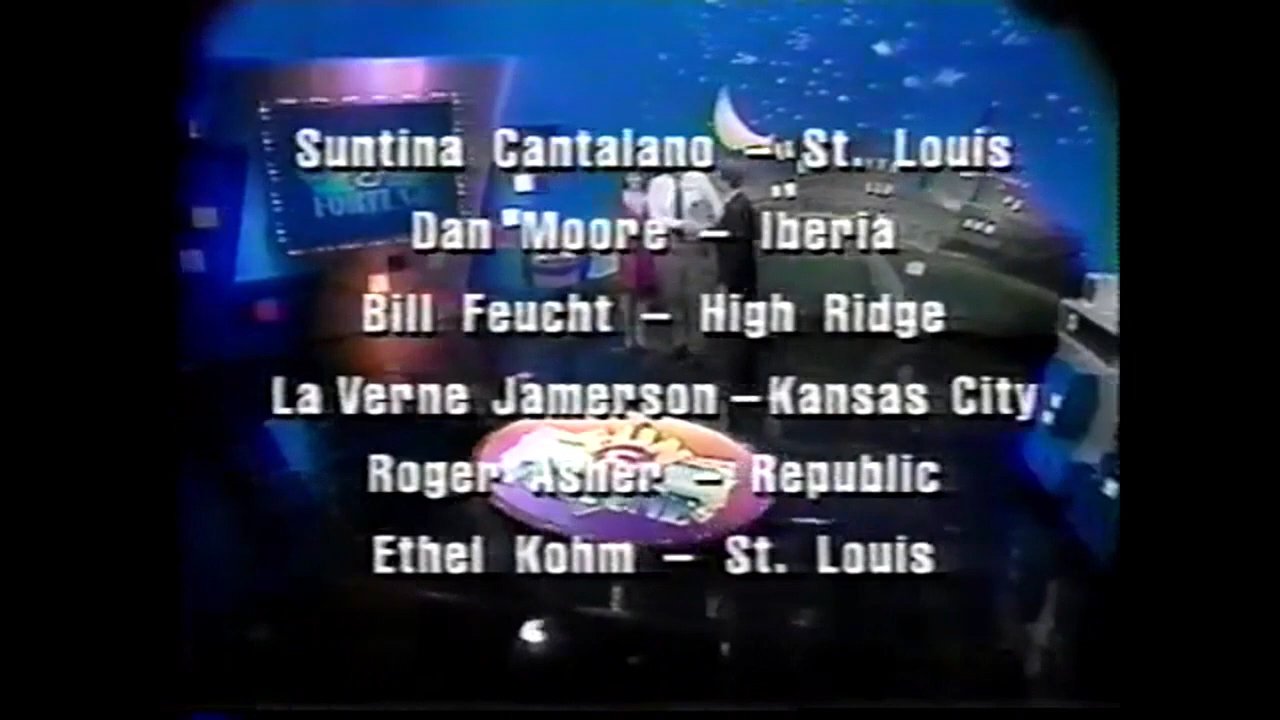 Suntina Cantalano - St. Louis
Dan Moore - Iberia
Bill Feucht - High Ridge
La Verne Jamerson - Kansas City
Roger Asher - Republic
Ethel Kohm - St. Louis